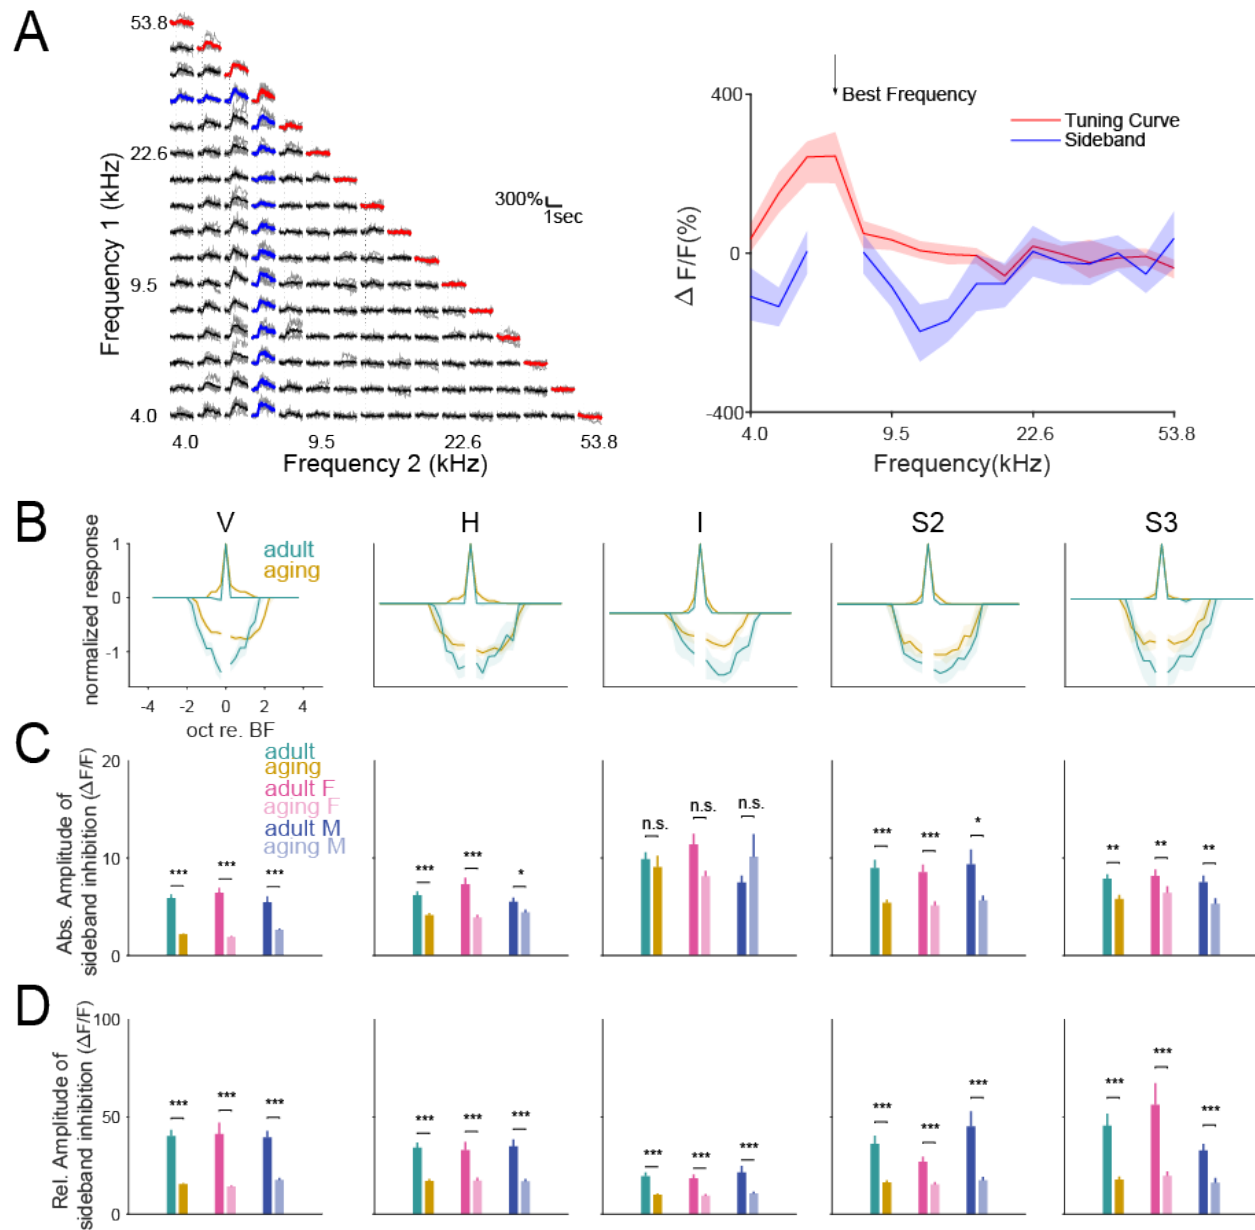 A
53.8
22.6
9.5
4.0
Frequency 1 (kHz)
4.0 9.5 22.6 53.8
Frequency 2 (kHz)
300%
1sec
400
0
-400
Δ F/F(%)
Best Frequency
Tuning Curve
Sideband
4.0 9.5 22.6 53.8
Frequency(kHz)
B
V H I S2 S3
normalized response
1
0
-1
adult
aging
-4 -2 0 2 4
oct re. BF
C
Abs. Amplitude of
sideband inhibition (ΔF/F)
20
10
0
adult
aging
adult F
aging F
adult M
aging M
*** *** ***
*** *** *
n.s. n.s. n.s.
*** *** *
** ** **
D
Rel. Amplitude of
sideband inhibition (ΔF/F)
100
50
0
*** *** ***
*** *** ***
*** *** ***
*** *** ***
*** *** ***